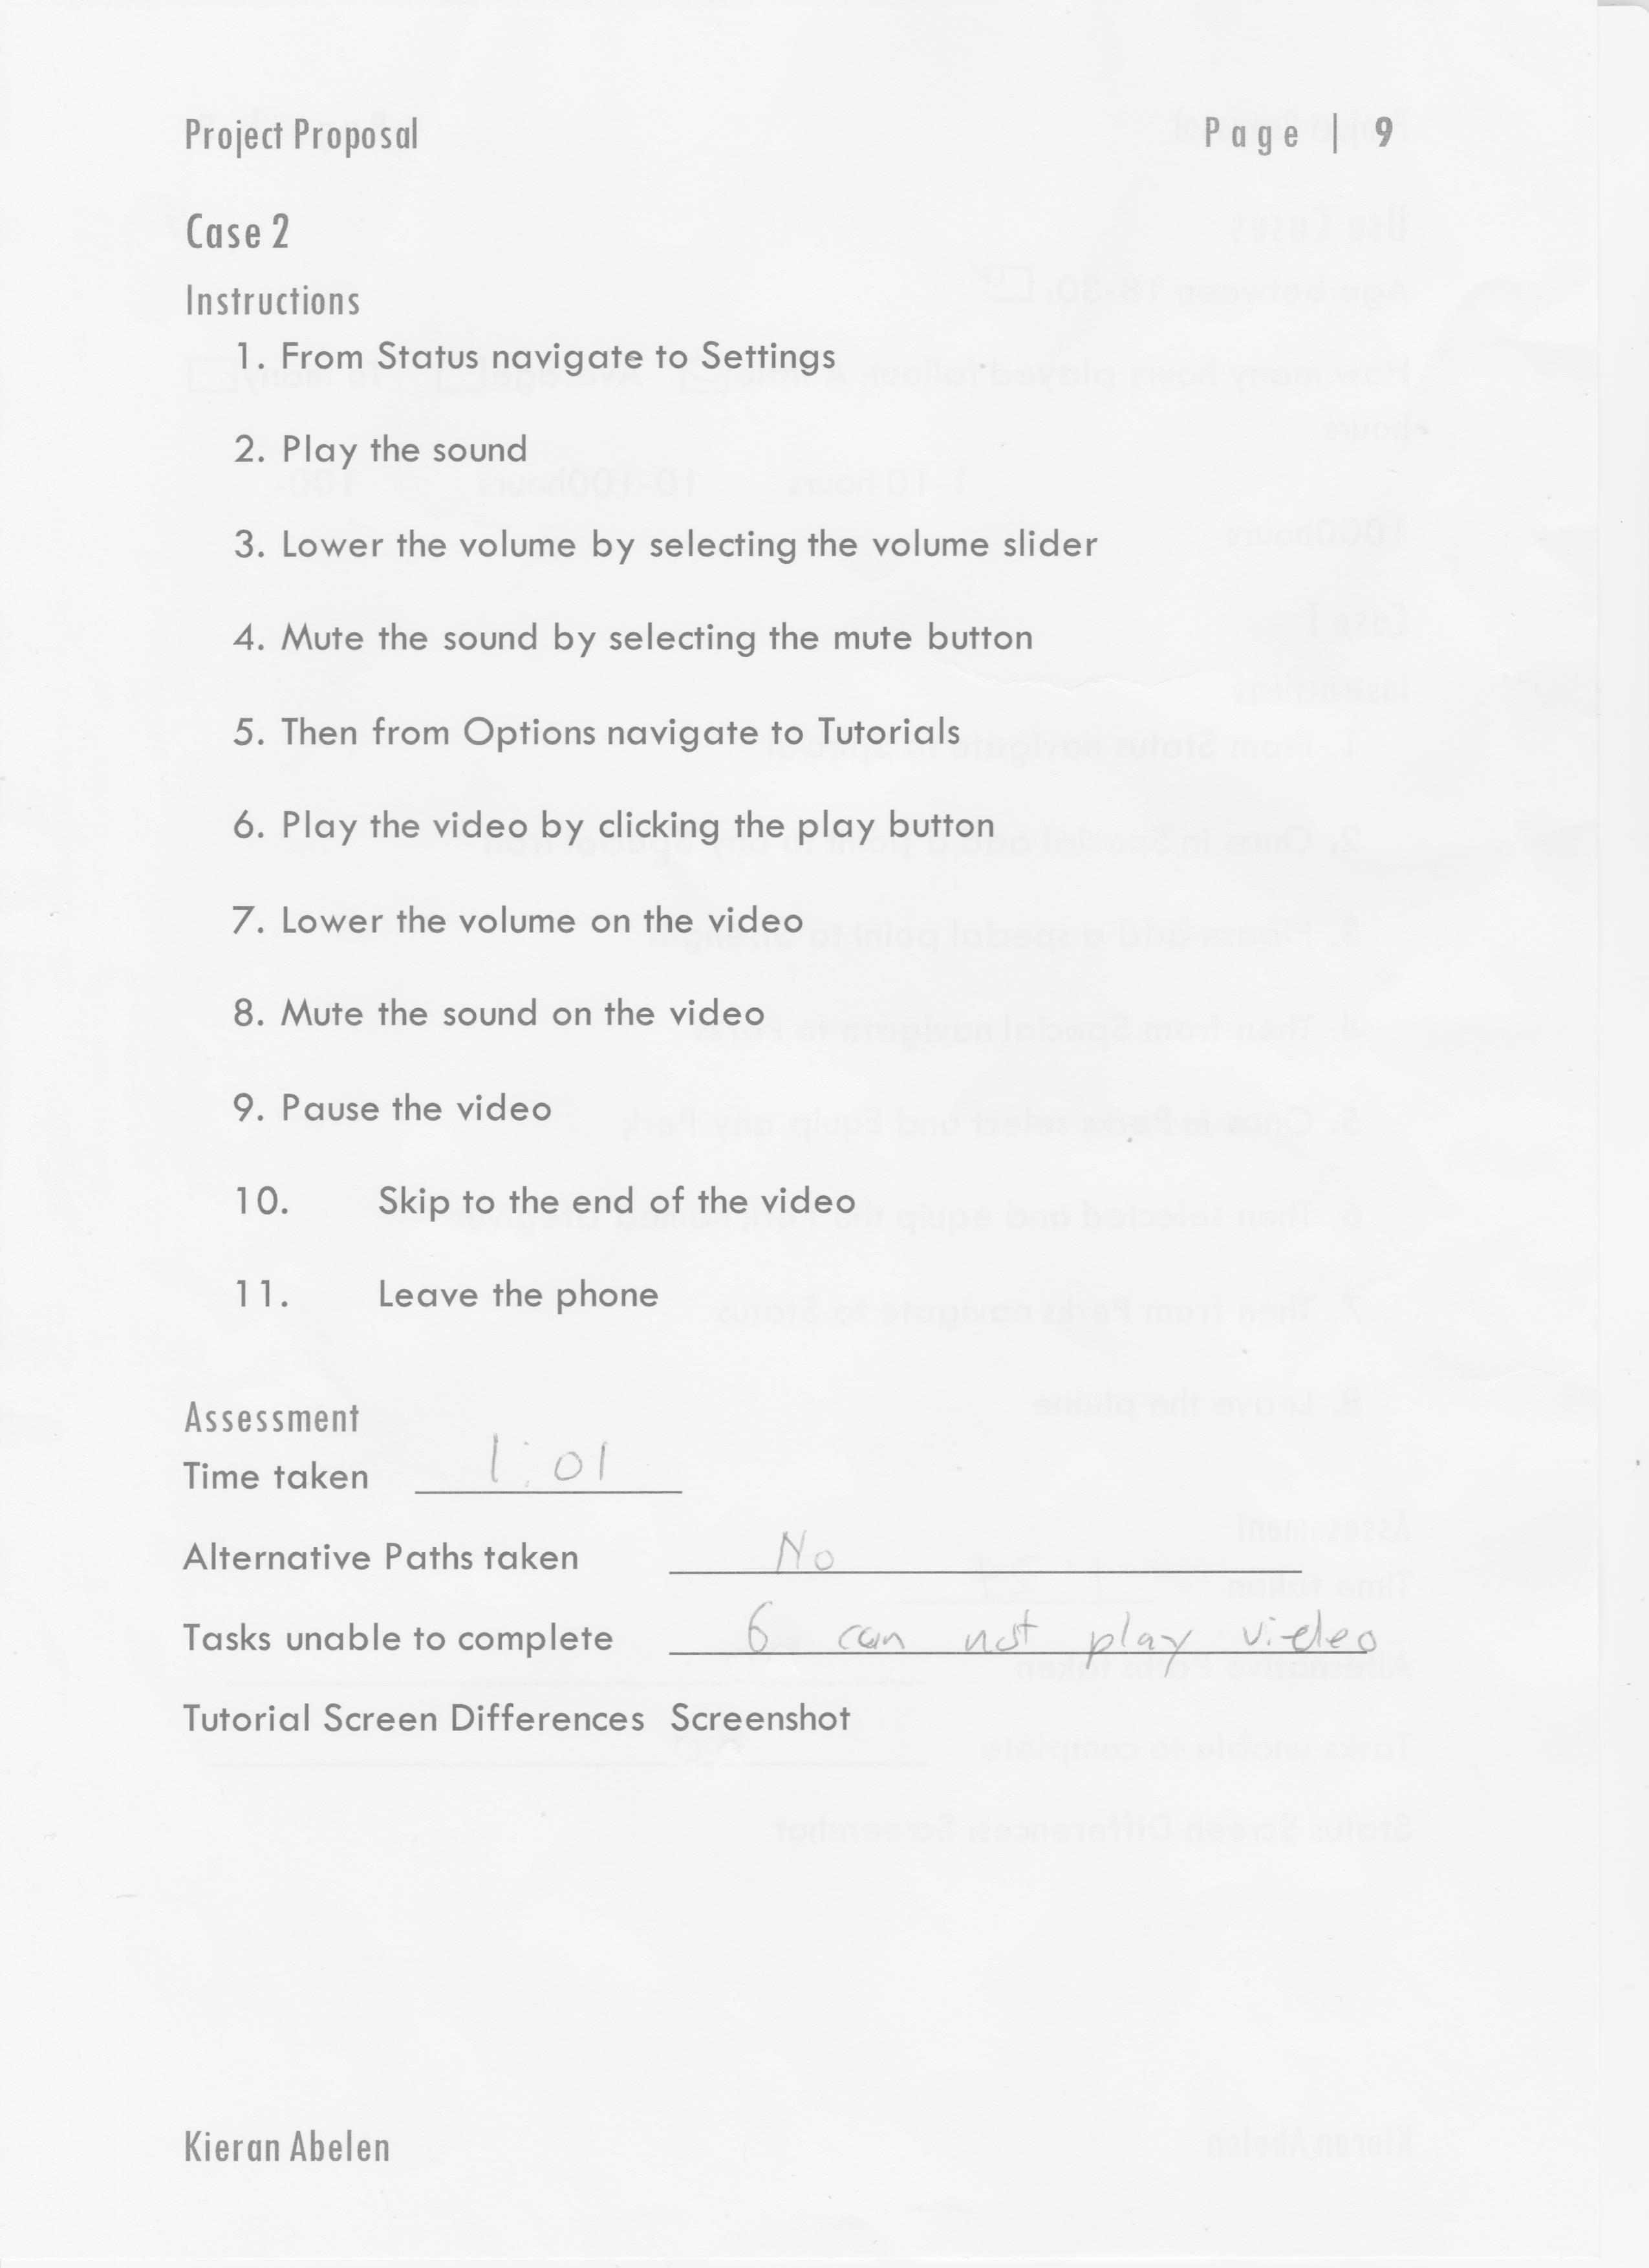 Project Proposal Page | 9
Case 2
Instructions
1. From Status navigate to Settings
2. Play the sound
3. Lower the volume by selecting the volume slider
4. Mute the sound by selecting the mute button
5. Then from Options navigate to Tutorials
6. Play the video by clicking the play button
7. Lower the volume on the video
8. Mute the sound on the video
9. Pause the video
10. Skip to the end of the video
11. Leave the phone
Assessment
Time taken 1:01
Alternative Paths taken No
Tasks unable to complete 6 can not play video
Tutorial Screen Differences Screenshot
Kieran Abelen